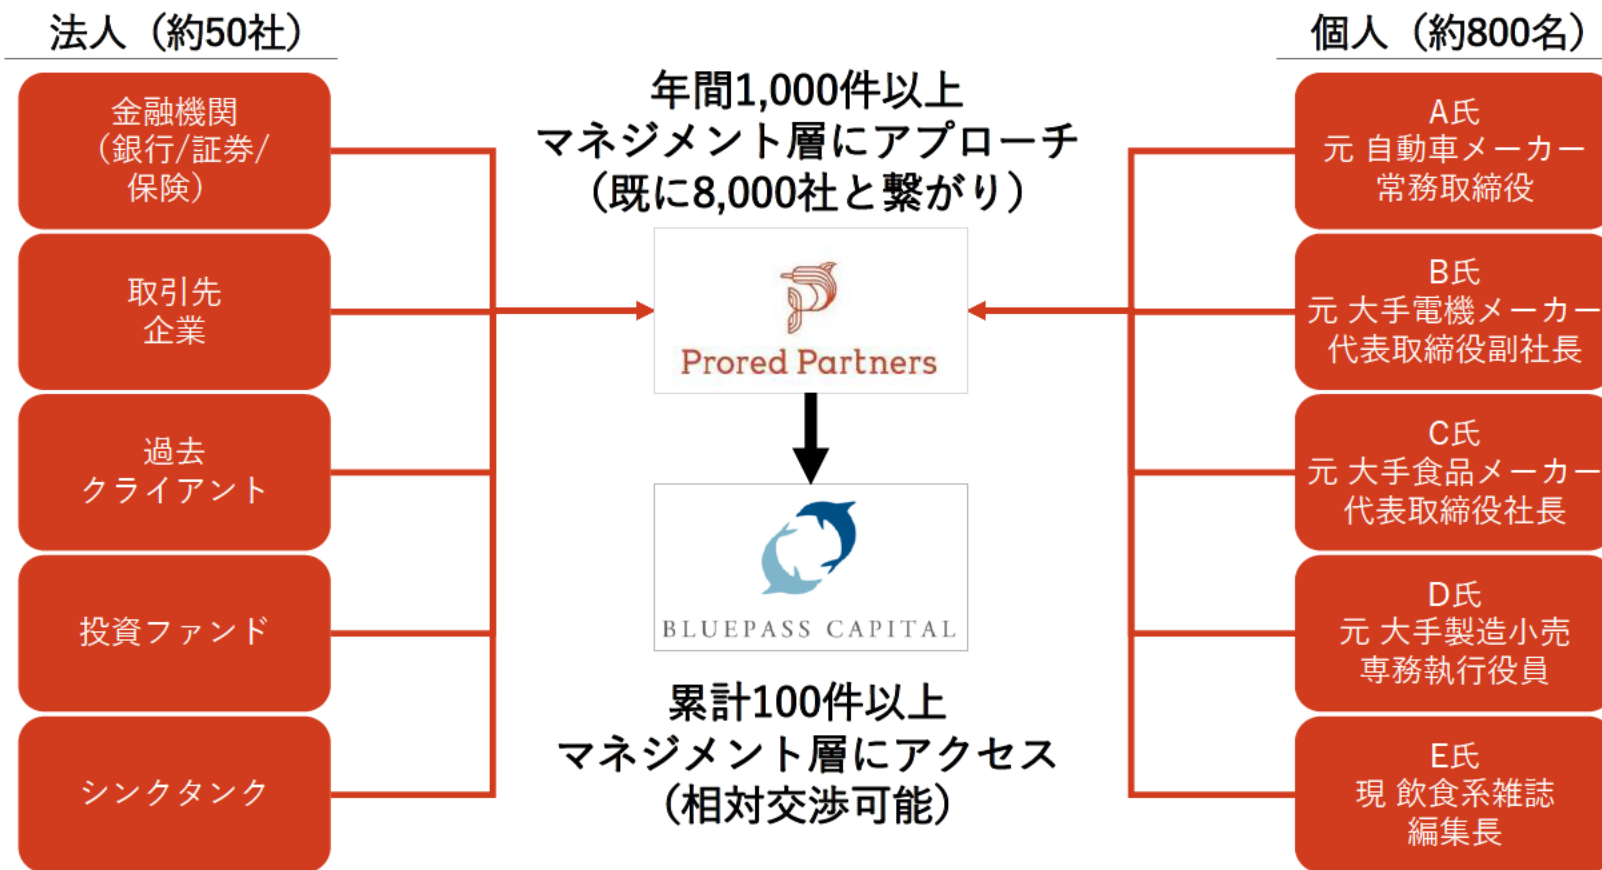 法人（約50社）
金融機関
（銀行/証券/
保険）
取引先
企業
過去
クライアント
投資ファンド
シンクタンク
年間1,000件以上
マネジメント層にアプローチ
（既に8,000社と繋がり）
Prored Partners
BLUEPASS CAPITAL
累計100件以上
マネジメント層にアクセス
（相対交渉可能）
個人（約800名）
A氏
元 自動車メーカー
常務取締役
B氏
元 大手電機メーカー
代表取締役副社長
C氏
元 大手食品メーカー
代表取締役社長
D氏
元 大手製造小売
専務執行役員
E氏
現 飲食系雑誌
編集長